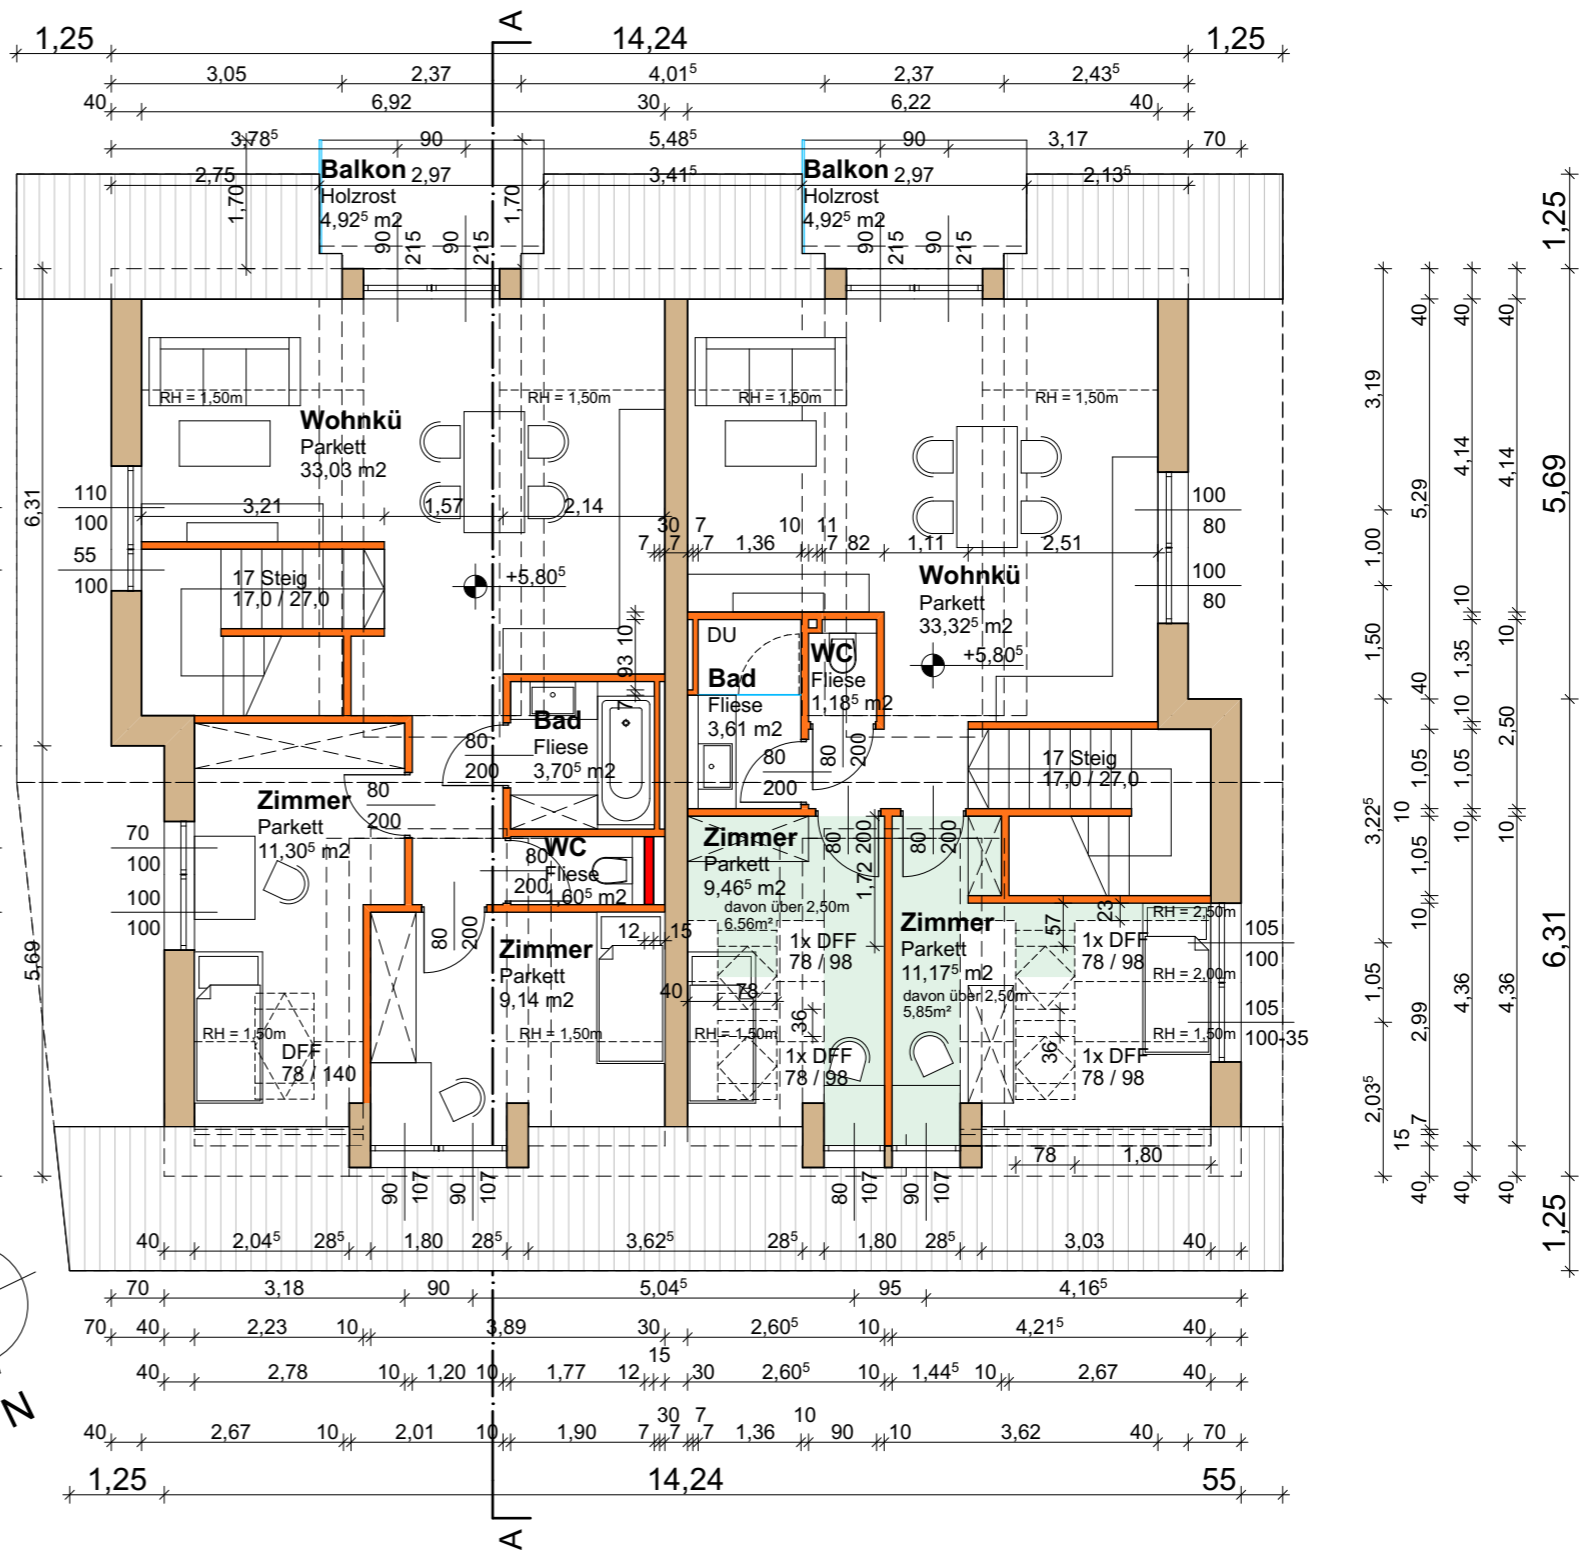 A
1,25 14,24 1,25
3,05 2,37 4,01⁵ 2,37 2,43⁵
40 6,92 30 6,22 40
3,78⁵ 90 5,48⁵ 90 3,17 70
Balkon
2,75 2,97 3,41⁵
Holzrost
4,92⁵ m2
1,70
1,70
Balkon
2,97 2,13⁵
Holzrost
4,92⁵ m2
90 215 90 215
90 215 90 215
RH = 1,50m
RH = 1,50m
RH = 1,50m
RH = 1,50m
Wohnkü
Parkett
33,03 m2
110
100
55
100
3,21 1,57 2,14
30 7
7 7 7 1,36
10 11
7 82 1,11 2,51
17 Steig
17,0 / 27,0
+5,80⁵
Wohnkü
Parkett
33,32⁵ m2
+5,80⁵
100
80
100
80
10
93
7
DU
Bad
Fliese
3,61 m2
WC
Fliese
1,18⁵ m2
Bad
Fliese
3,70⁵ m2
80
200
80
200
80
200
80
200
17 Steig
17,0 / 27,0
Zimmer
Parkett
11,30⁵ m2
70
100
100
100
WC
Fliese
1,60⁵ m2
80
200
80
200
Zimmer
Parkett
9,14 m2
12 15
Zimmer
Parkett
9,46⁵ m2
davon über 2,50m
6.56m²
80
200
1,72
80
200
Zimmer
Parkett
11,17⁵ m2
davon über 2,50m
5,85m²
1x DFF
78 / 98
1x DFF
78 / 98
40 78
36
57
23
36
1x DFF
78 / 98
1x DFF
78 / 98
RH = 2,50m
RH = 2,00m
RH = 1,50m
RH = 1,50m
RH = 1,50m
RH = 1,50m
DFF
78 / 140
105
100
105
100-35
78 1,80
90 107 90 107
80 107 90 107
6,31
5,69
3,19
1,00
1,50
3,22⁵
1,05
2,03⁵
40
5,29
40
1,05
10
1,05
10
2,99
7
15
40
40
4,14
10
1,35
10
1,05
10
4,36
40
40
4,14
10
2,50
10
4,36
40
1,25
5,69
6,31
1,25
40 2,04⁵ 28⁵ 1,80 28⁵ 3,62⁵ 28⁵ 1,80 28⁵ 3,03 40
70 3,18 90 5,04⁵ 95 4,16⁵
70 40 2,23 10 3,89 30 2,60⁵ 10 4,21⁵ 40
15
40 2,78 10 1,20 10 1,77 12 30 2,60⁵ 10 1,44⁵ 10 2,67 40
N
30 7 10
40 2,67 10 2,01 10 1,90 7 7 7 1,36 90 10 3,62 40 70
1,25 14,24 55
A